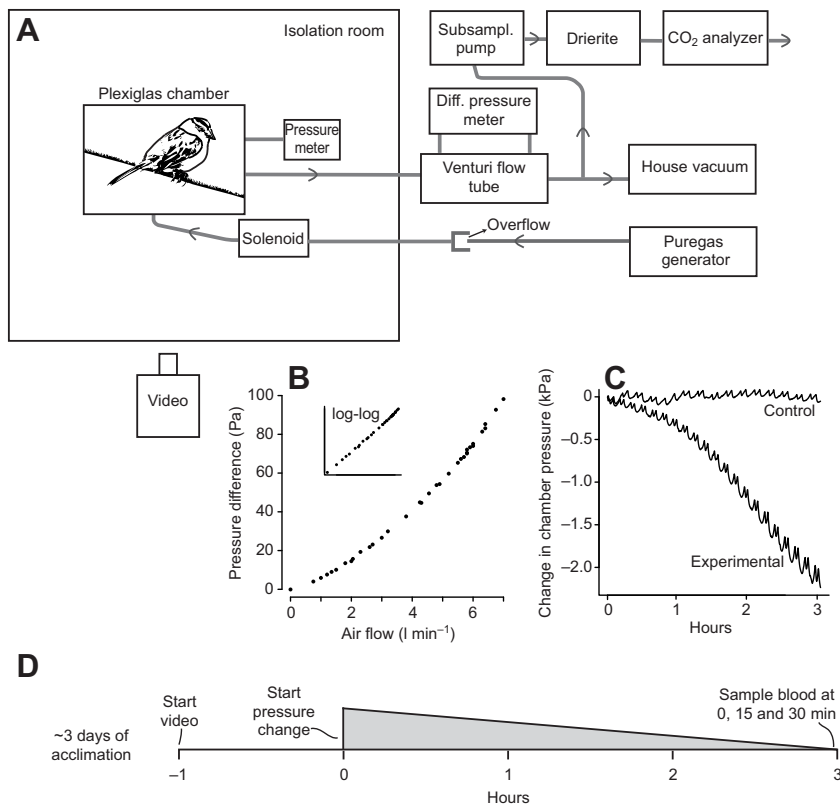 A
Isolation room
Subsampl.
pump
Drierite
CO2 analyzer
Plexiglas chamber
Pressure
meter
Diff. pressure
meter
Venturi flow
tube
House vacuum
Solenoid
Overflow
Puregas
generator
Video
B
log-log
Pressure difference (Pa)
100
80
60
40
20
0
0 2 4 6
Air flow (l min–1)
C
Change in chamber pressure (kPa)
0
–0.5
–1.0
–1.5
–2.0
Control
Experimental
0 1 2 3
Hours
D
~3 days of
acclimation
Start
video
Start
pressure
change
Sample blood at
0, 15 and 30 min
–1 0 1 2 3
Hours